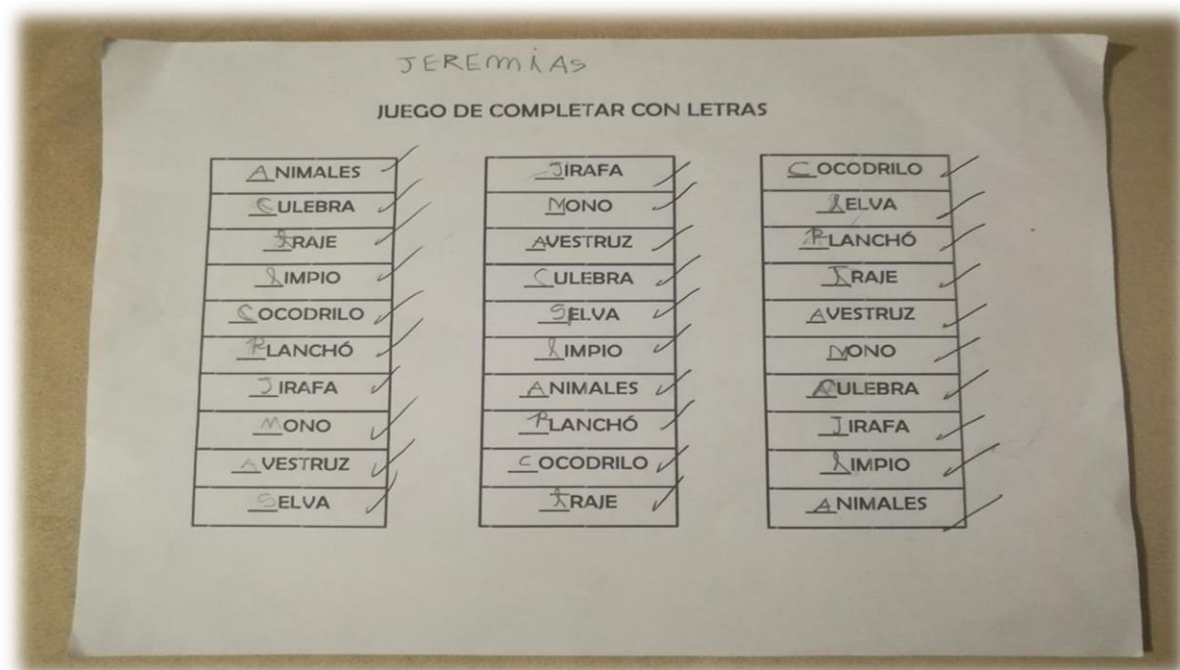 JEREMíAS
JUEGO DE COMPLETAR CON LETRAS
ANIMALES
CULEBRA
TRAJE
LIMPIO
COCODRILO
PLANCHÓ
JIRAFA
MONO
AVESTRUZ
SELVA
JIRAFA
MONO
AVESTRUZ
CULEBRA
SELVA
LIMPIO
ANIMALES
PLANCHÓ
COCODRILO
TRAJE
COCODRILO
SELVA
PLANCHÓ
TRAJE
AVESTRUZ
MONO
CULEBRA
JIRAFA
LIMPIO
ANIMALES